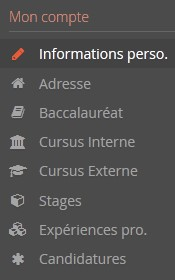 Mon compte
Informations perso.
Adresse
Baccalauréat
Cursus Interne
Cursus Externe
Stages
Expériences pro.
Candidatures